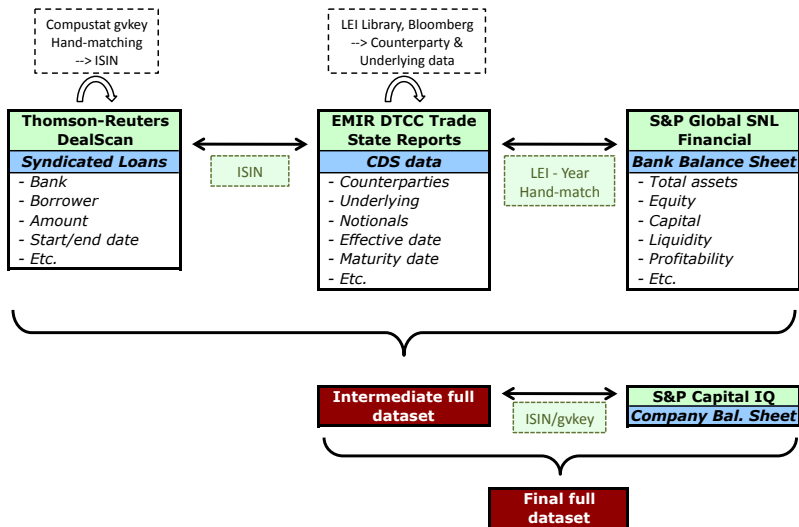 Compustat gvkey
Hand-matching
--> ISIN
LEI Library, Bloomberg
--> Counterparty &
Underlying data
Thomson-Reuters
DealScan
Syndicated Loans
- Bank
- Borrower
- Amount
- Start/end date
- Etc.
ISIN
EMIR DTCC Trade
State Reports
CDS data
- Counterparties
- Underlying
- Notionals
- Effective date
- Maturity date
- Etc.
LEI - Year
Hand-match
S&P Global SNL
Financial
Bank Balance Sheet
- Total assets
- Equity
- Capital
- Liquidity
- Profitability
- Etc.
Intermediate full
dataset
ISIN/gvkey
S&P Capital IQ
Company Bal. Sheet
Final full
dataset